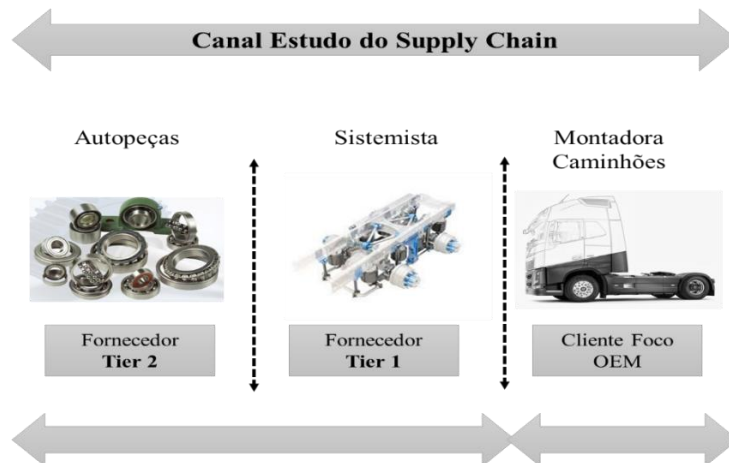 Canal Estudo do Supply Chain
Autopeças
Sistemista
Montadora
Caminhões
Fornecedor
Tier 2
Fornecedor
Tier 1
Cliente Foco
OEM